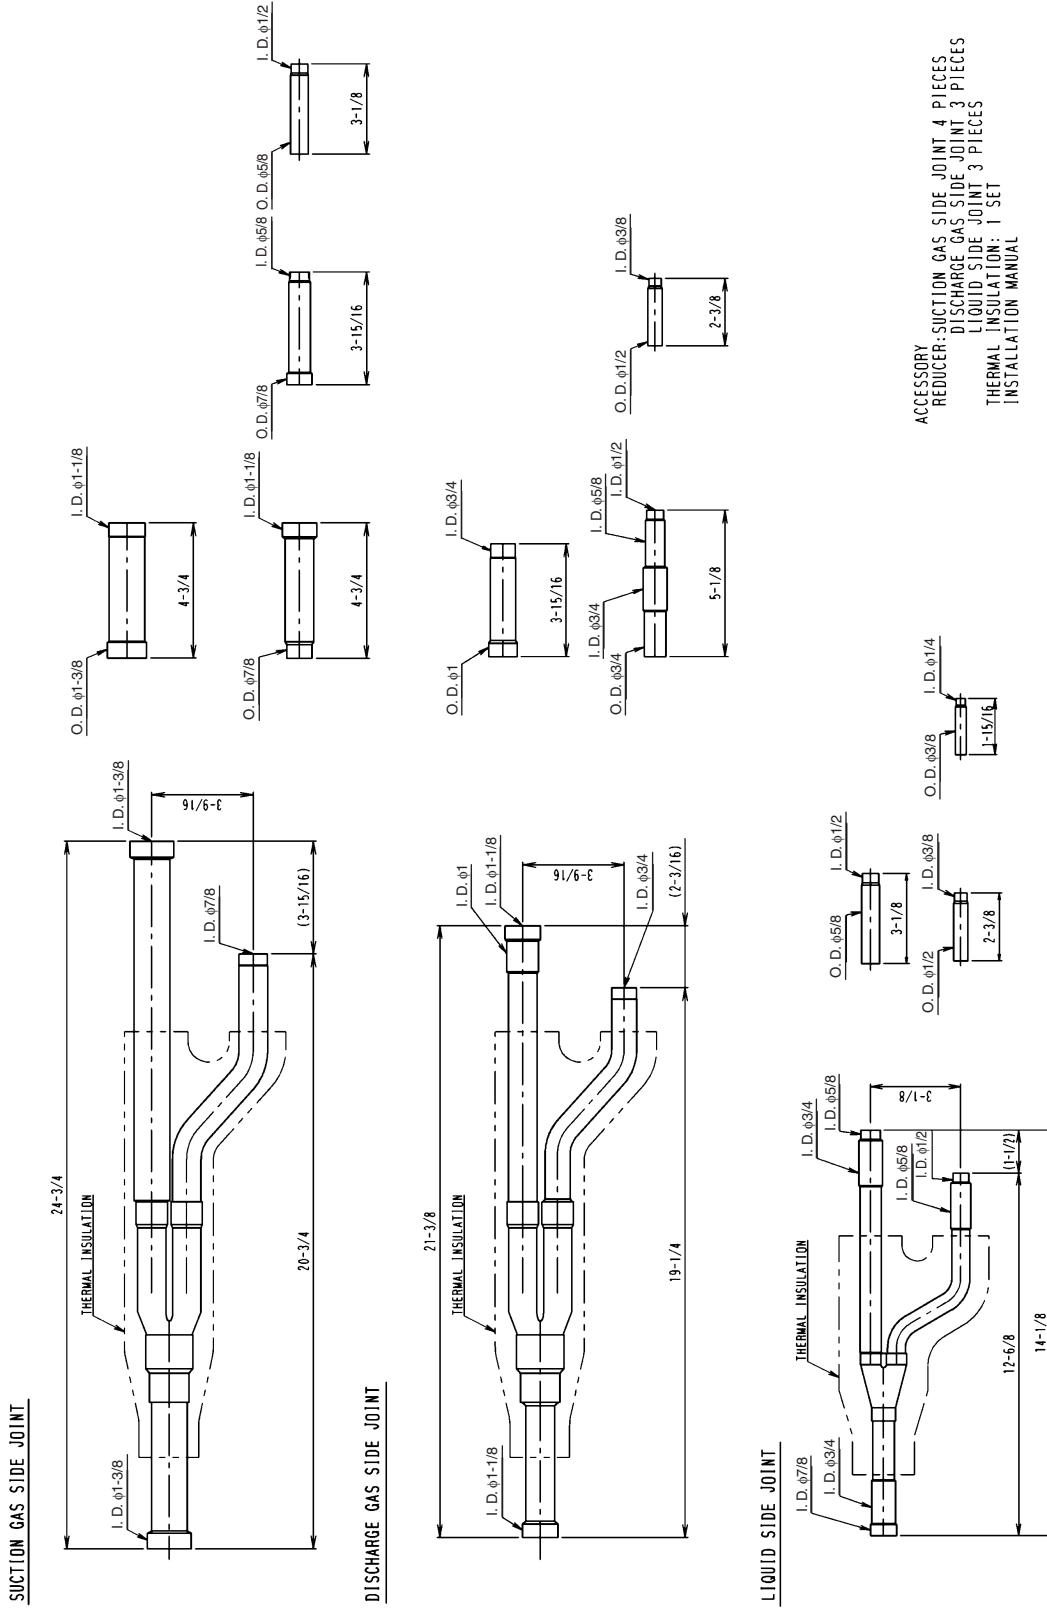 SUCTION GAS SIDE JOINT
24-3/4
THERMAL INSULATION
I. D. φ1-3/8
I. D. φ1-3/8
3-9/16
I. D. φ7/8
(3-15/16)
20-3/4
O. D. φ1-3/8
I. D. φ1-1/8
4-3/4
O. D. φ7/8
I. D. φ1-1/8
4-3/4
O. D. φ7/8
I. D. φ5/8
3-15/16
O. D. φ5/8
I. D. φ1/2
3-1/8
DISCHARGE GAS SIDE JOINT
21-3/8
THERMAL INSULATION
I. D. φ1-1/8
I. D. φ1
I. D. φ1-1/8
3-9/16
I. D. φ3/4
(2-3/16)
19-1/4
O. D. φ1
I. D. φ3/4
3-15/16
O. D. φ3/4
I. D. φ3/4
I. D. φ5/8
I. D. φ1/2
5-1/8
O. D. φ1/2
I. D. φ3/8
2-3/8
LIQUID SIDE JOINT
THERMAL INSULATION
I. D. φ7/8
I. D. φ3/4
I. D. φ3/4
I. D. φ5/8
3-1/8
I. D. φ5/8
I. D. φ1/2
(1-1/2)
12-6/8
14-1/8
O. D. φ5/8
I. D. φ1/2
3-1/8
O. D. φ1/2
I. D. φ3/8
2-3/8
O. D. φ3/8
I. D. φ1/4
1-15/16
ACCESSORY
REDUCER:SUCTION GAS SIDE JOINT 4 PIECES
DISCHARGE GAS SIDE JOINT 3 PIECES
LIQUID SIDE JOINT 3 PIECES
THERMAL INSULATION: 1 SET
INSTALLATION MANUAL